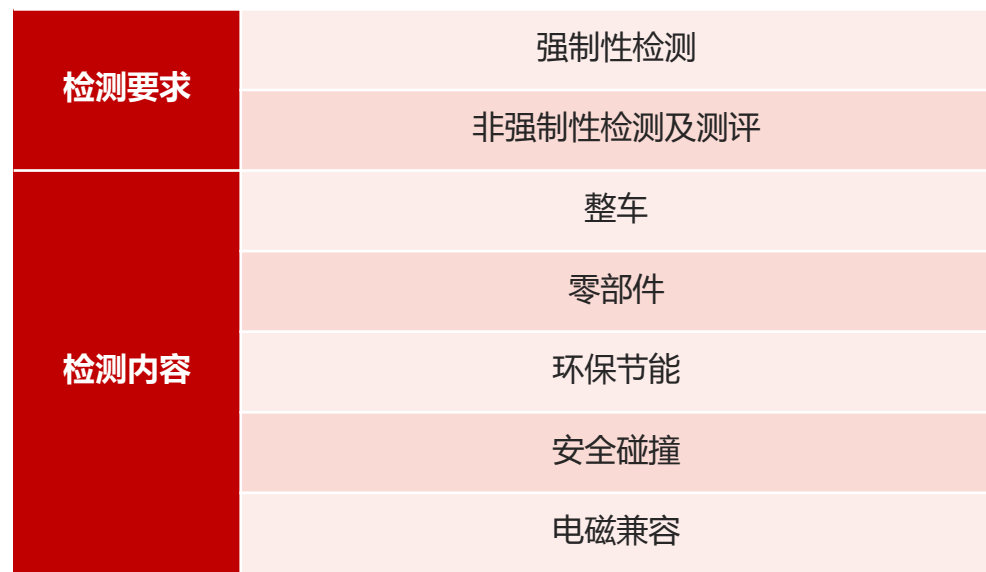 检测要求
强制性检测
非强制性检测及测评
检测内容
整车
零部件
环保节能
安全碰撞
电磁兼容